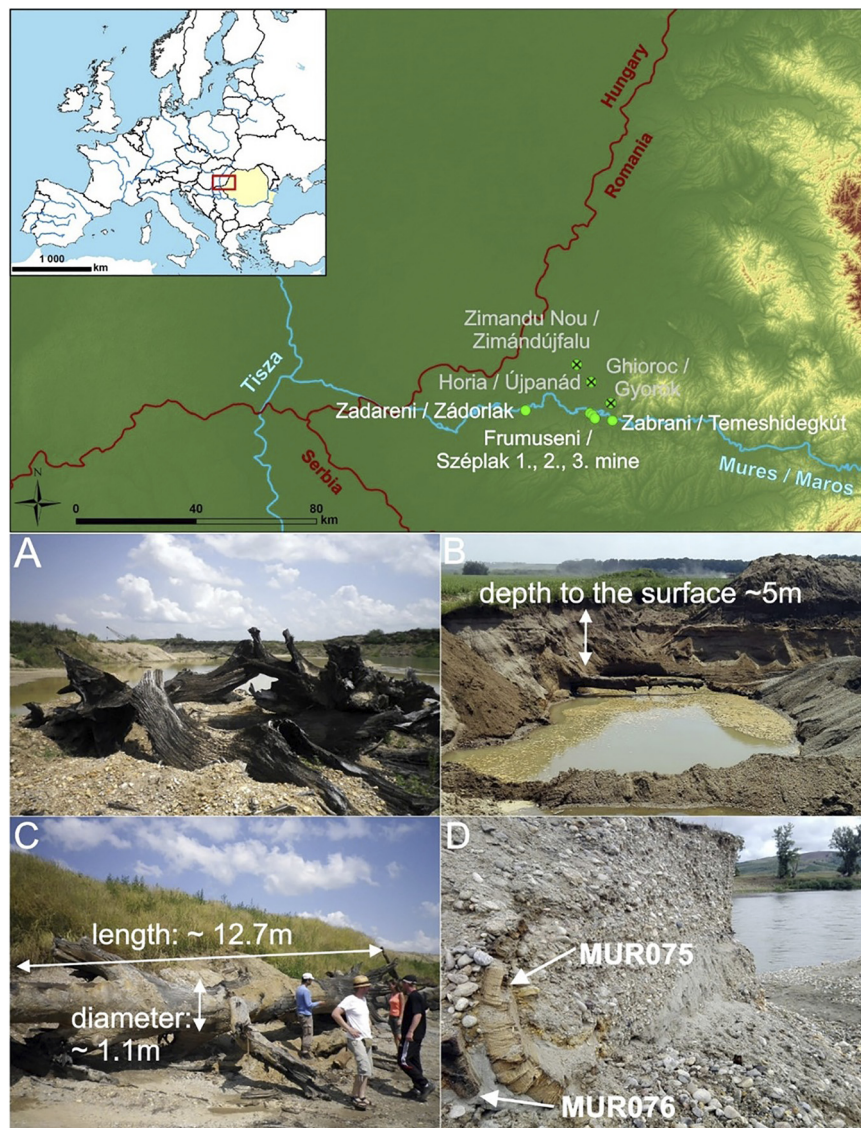 1 000
km
Hungary
Romania
Zimandu Nou /
Zimándújfalu
Tisza
Horia / Újpanád
Ghioroc /
Gyorok
Zadareni / Zádorlak
Zabrani / Temeshidegkút
Frumuseni /
Széplak 1., 2., 3. mine
Mures / Maros
Serbia
N
0 40 80
km
A
B
depth to the surface ~5m
C
length: ~ 12.7m
diameter:
~ 1.1m
D
MUR075
MUR076